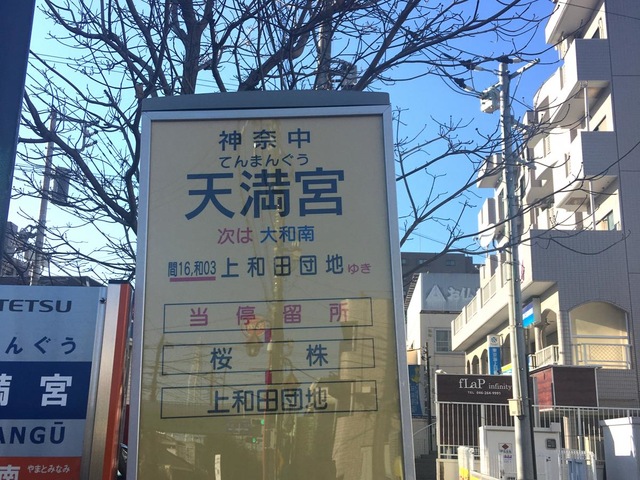 神奈中
てんまんぐう
天満宮
次は 大和南
間16,和03 上和田団地 ゆき
当停留所
桜株
上和田団地
TETSU
んぐう
満宮
ANGŪ
南 やまとみなみ
fLaP infinity